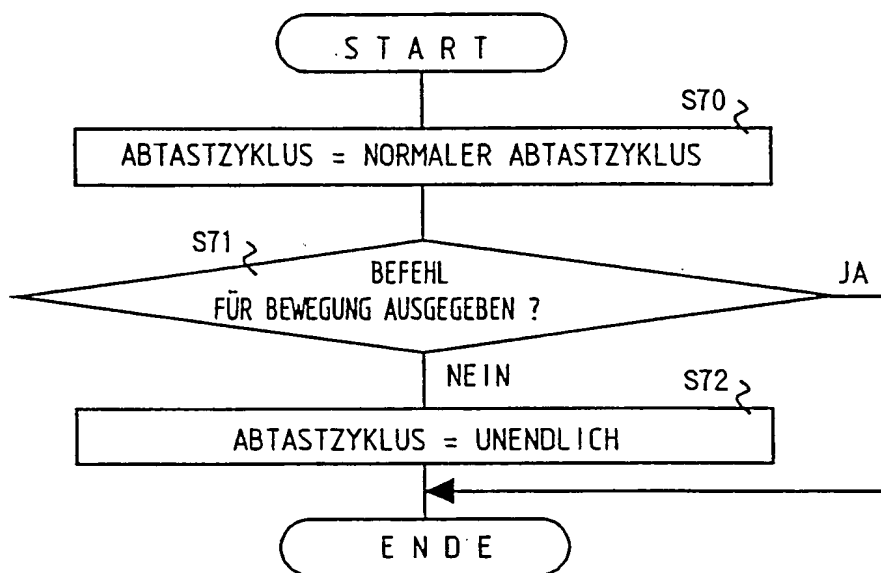 START
S70
ABTASTZYKLUS = NORMALER ABTASTZYKLUS
S71
BEFEHL
FÜR BEWEGUNG AUSGEGEBEN ?
JA
NEIN
S72
ABTASTZYKLUS = UNENDLICH
ENDE